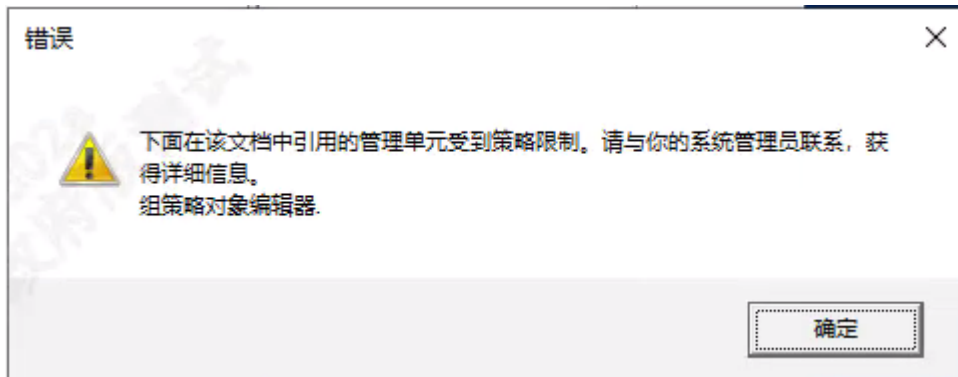 错误
下面在该文档中引用的管理单元受到策略限制。请与你的系统管理员联系，获
得详细信息。
组策略对象编辑器.
确定